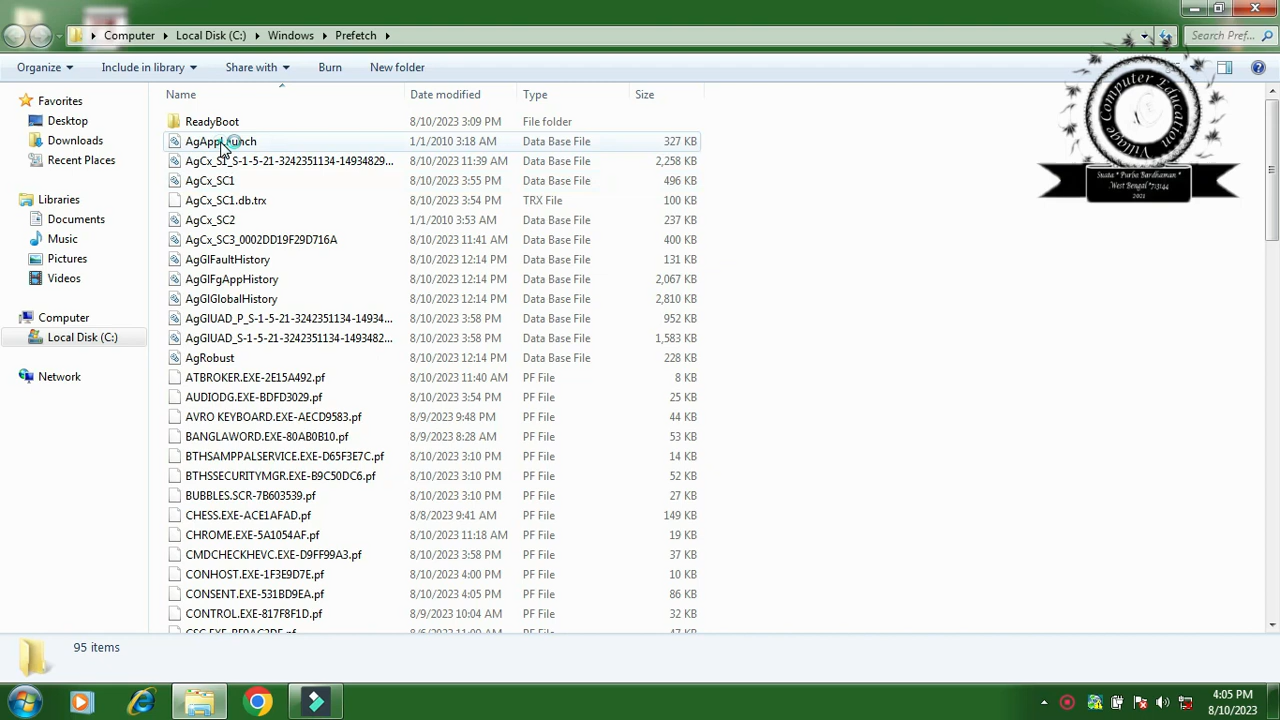 Computer Local Disk (C:) Windows Prefetch
Search Pref...
Organize Include in library Share with Burn New folder
Name Date modified Type Size
Favorites
Desktop
Downloads
Recent Places
Libraries
Documents
Music
Pictures
Videos
Computer
Local Disk (C:)
Network
ReadyBoot 8/10/2023 3:09 PM File folder
AgAppLaunch 1/1/2010 3:18 AM Data Base File 327 KB
AgCx_S1_S-1-5-21-3242351134-14934829... 8/10/2023 11:39 AM Data Base File 2,258 KB
AgCx_SC1 8/10/2023 3:55 PM Data Base File 496 KB
AgCx_SC1.db.trx 8/10/2023 3:54 PM TRX File 100 KB
AgCx_SC2 1/1/2010 3:53 AM Data Base File 237 KB
AgCx_SC3_0002DD19F29D716A 8/10/2023 11:41 AM Data Base File 400 KB
AgGlFaultHistory 8/10/2023 12:14 PM Data Base File 131 KB
AgGlFgAppHistory 8/10/2023 12:14 PM Data Base File 2,067 KB
AgGlGlobalHistory 8/10/2023 12:14 PM Data Base File 2,810 KB
AgGlUAD_P_S-1-5-21-3242351134-14934... 8/10/2023 3:58 PM Data Base File 952 KB
AgGlUAD_S-1-5-21-3242351134-1493482... 8/10/2023 3:58 PM Data Base File 1,583 KB
AgRobust 8/10/2023 12:14 PM Data Base File 228 KB
ATBROKER.EXE-2E15A492.pf 8/10/2023 11:40 AM PF File 8 KB
AUDIODG.EXE-BDFD3029.pf 8/10/2023 3:54 PM PF File 25 KB
AVRO KEYBOARD.EXE-AECD9583.pf 8/9/2023 9:48 PM PF File 44 KB
BANGLAWORD.EXE-80AB0B10.pf 8/9/2023 8:28 AM PF File 53 KB
BTHSAMPPALSERVICE.EXE-D65F3E7C.pf 8/10/2023 3:10 PM PF File 14 KB
BTHSSECURITYMGR.EXE-B9C50DC6.pf 8/10/2023 3:10 PM PF File 52 KB
BUBBLES.SCR-7B603539.pf 8/10/2023 3:10 PM PF File 27 KB
CHESS.EXE-ACE1AFAD.pf 8/8/2023 9:41 AM PF File 149 KB
CHROME.EXE-5A1054AF.pf 8/10/2023 11:18 AM PF File 19 KB
CMDCHECKHEVC.EXE-D9FF99A3.pf 8/10/2023 3:58 PM PF File 37 KB
CONHOST.EXE-1F3E9D7E.pf 8/10/2023 4:00 PM PF File 10 KB
CONSENT.EXE-531BD9EA.pf 8/10/2023 4:05 PM PF File 86 KB
CONTROL.EXE-817F8F1D.pf 8/9/2023 10:04 AM PF File 32 KB
Village Computer Education
Suata * Purba Bardhaman *
West Bengal *713144
2021
95 items
4:05 PM
8/10/2023